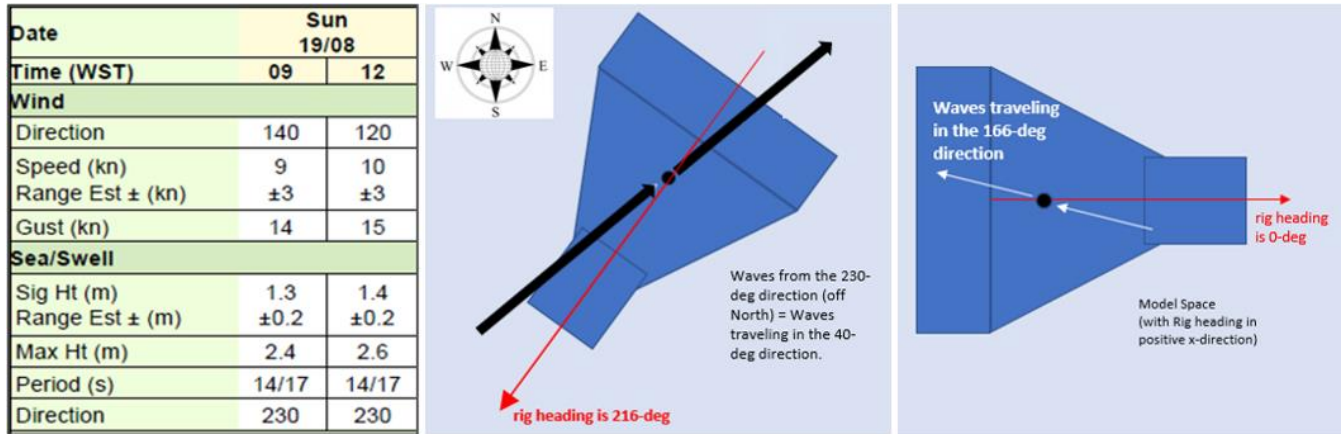 Date Sun
19/08
Time (WST) 09 12
Wind
Direction 140 120
Speed (kn) 9 10
Range Est ± (kn) ±3 ±3
Gust (kn) 14 15
Sea/Swell
Sig Ht (m) 1.3 1.4
Range Est ± (m) ±0.2 ±0.2
Max Ht (m) 2.4 2.6
Period (s) 14/17 14/17
Direction 230 230
N
W E
S
Waves from the 230-
deg direction (off
North) = Waves
traveling in the 40-
deg direction.
rig heading is 216-deg
Waves traveling
in the 166-deg
direction
rig heading
is 0-deg
Model Space
(with Rig heading in
positive x-direction)